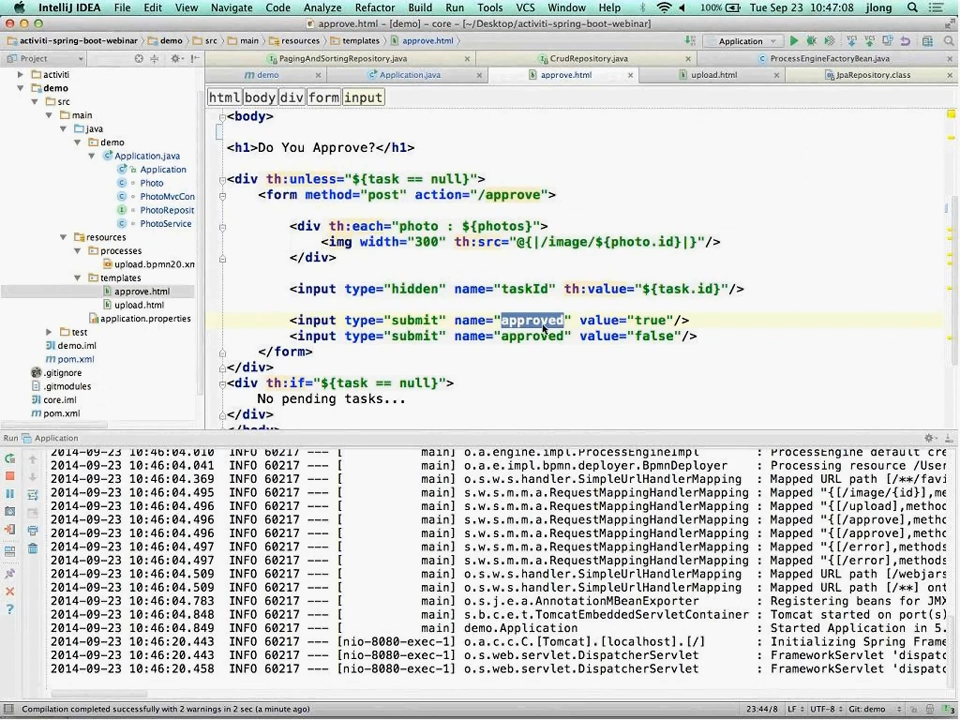 IntelliJ IDEA File Edit View Navigate Code Analyze Refactor Build Run Tools VCS Window Help 100% Tue Sep 23 10:47:08 jlong
approve.html - [demo] - core - [~/Desktop/activiti-spring-boot-webinar]
activiti-spring-boot-webinar demo src main resources templates approve.html Application
Project PagingAndSortingRepository.java CrudRepository.java ProcessEngineFactoryBean.java
demo Application.java approve.html upload.html JpaRepository.class
activiti
demo
src
main
java
demo
Application.java
Application
Photo
PhotoMvcCon
PhotoReposit
PhotoService
resources
processes
upload.bpmn20.xn
templates
approve.html
upload.html
application.properties
test
demo.iml
pom.xml
.gitignore
.gitmodules
core.iml
pom.xml
html body div form input
<body>
<h1>Do You Approve?</h1>
<div th:unless="${task == null}">
<form method="post" action="/approve">
<div th:each="photo : ${photos}">
<img width="300" th:src="@{|/image/${photo.id}|}"/>
</div>
<input type="hidden" name="taskId" th:value="${task.id}"/>
<input type="submit" name="approved" value="true"/>
<input type="submit" name="approved" value="false"/>
</form>
</div>
<div th:if="${task == null}">
No pending tasks...
</div>
</body>
Run Application
2014-09-23 10:46:04.010 INFO 60217 --- [ main] o.a.engine.impl.ProcessEngineImpl : ProcessEngine default cre
2014-09-23 10:46:04.041 INFO 60217 --- [ main] o.a.e.impl.bpmn.deployer.BpmnDeployer : Processing resource /User
2014-09-23 10:46:04.369 INFO 60217 --- [ main] o.s.w.s.handler.SimpleUrlHandlerMapping : Mapped URL path [/**/favi
2014-09-23 10:46:04.495 INFO 60217 --- [ main] s.w.s.m.m.a.RequestMappingHandlerMapping : Mapped "{[/image/{id}],me
2014-09-23 10:46:04.496 INFO 60217 --- [ main] s.w.s.m.m.a.RequestMappingHandlerMapping : Mapped "{[/upload],method
2014-09-23 10:46:04.496 INFO 60217 --- [ main] s.w.s.m.m.a.RequestMappingHandlerMapping : Mapped "{[/approve],metho
2014-09-23 10:46:04.496 INFO 60217 --- [ main] s.w.s.m.m.a.RequestMappingHandlerMapping : Mapped "{[/approve],metho
2014-09-23 10:46:04.497 INFO 60217 --- [ main] s.w.s.m.m.a.RequestMappingHandlerMapping : Mapped "{[/error],methods
2014-09-23 10:46:04.497 INFO 60217 --- [ main] s.w.s.m.m.a.RequestMappingHandlerMapping : Mapped "{[/error],methods
2014-09-23 10:46:04.509 INFO 60217 --- [ main] o.s.w.s.handler.SimpleUrlHandlerMapping : Mapped URL path [/webjars
2014-09-23 10:46:04.509 INFO 60217 --- [ main] o.s.w.s.handler.SimpleUrlHandlerMapping : Mapped URL path [/**] ont
2014-09-23 10:46:04.783 INFO 60217 --- [ main] o.s.j.e.a.AnnotationMBeanExporter : Registering beans for JMX
2014-09-23 10:46:04.848 INFO 60217 --- [ main] s.b.c.e.t.TomcatEmbeddedServletContainer : Tomcat started on port(s)
2014-09-23 10:46:04.849 INFO 60217 --- [ main] demo.Application : Started Application in 5.
2014-09-23 10:46:20.443 INFO 60217 --- [nio-8080-exec-1] o.a.c.c.C.[Tomcat].[localhost].[/] : Initializing Spring Frame
2014-09-23 10:46:20.443 INFO 60217 --- [nio-8080-exec-1] o.s.web.servlet.DispatcherServlet : FrameworkServlet 'dispatc
2014-09-23 10:46:20.458 INFO 60217 --- [nio-8080-exec-1] o.s.web.servlet.DispatcherServlet : FrameworkServlet 'dispatc
Compilation completed successfully with 2 warnings in 2 sec (a minute ago) 23:44/8 LF UTF-8 Git: demo